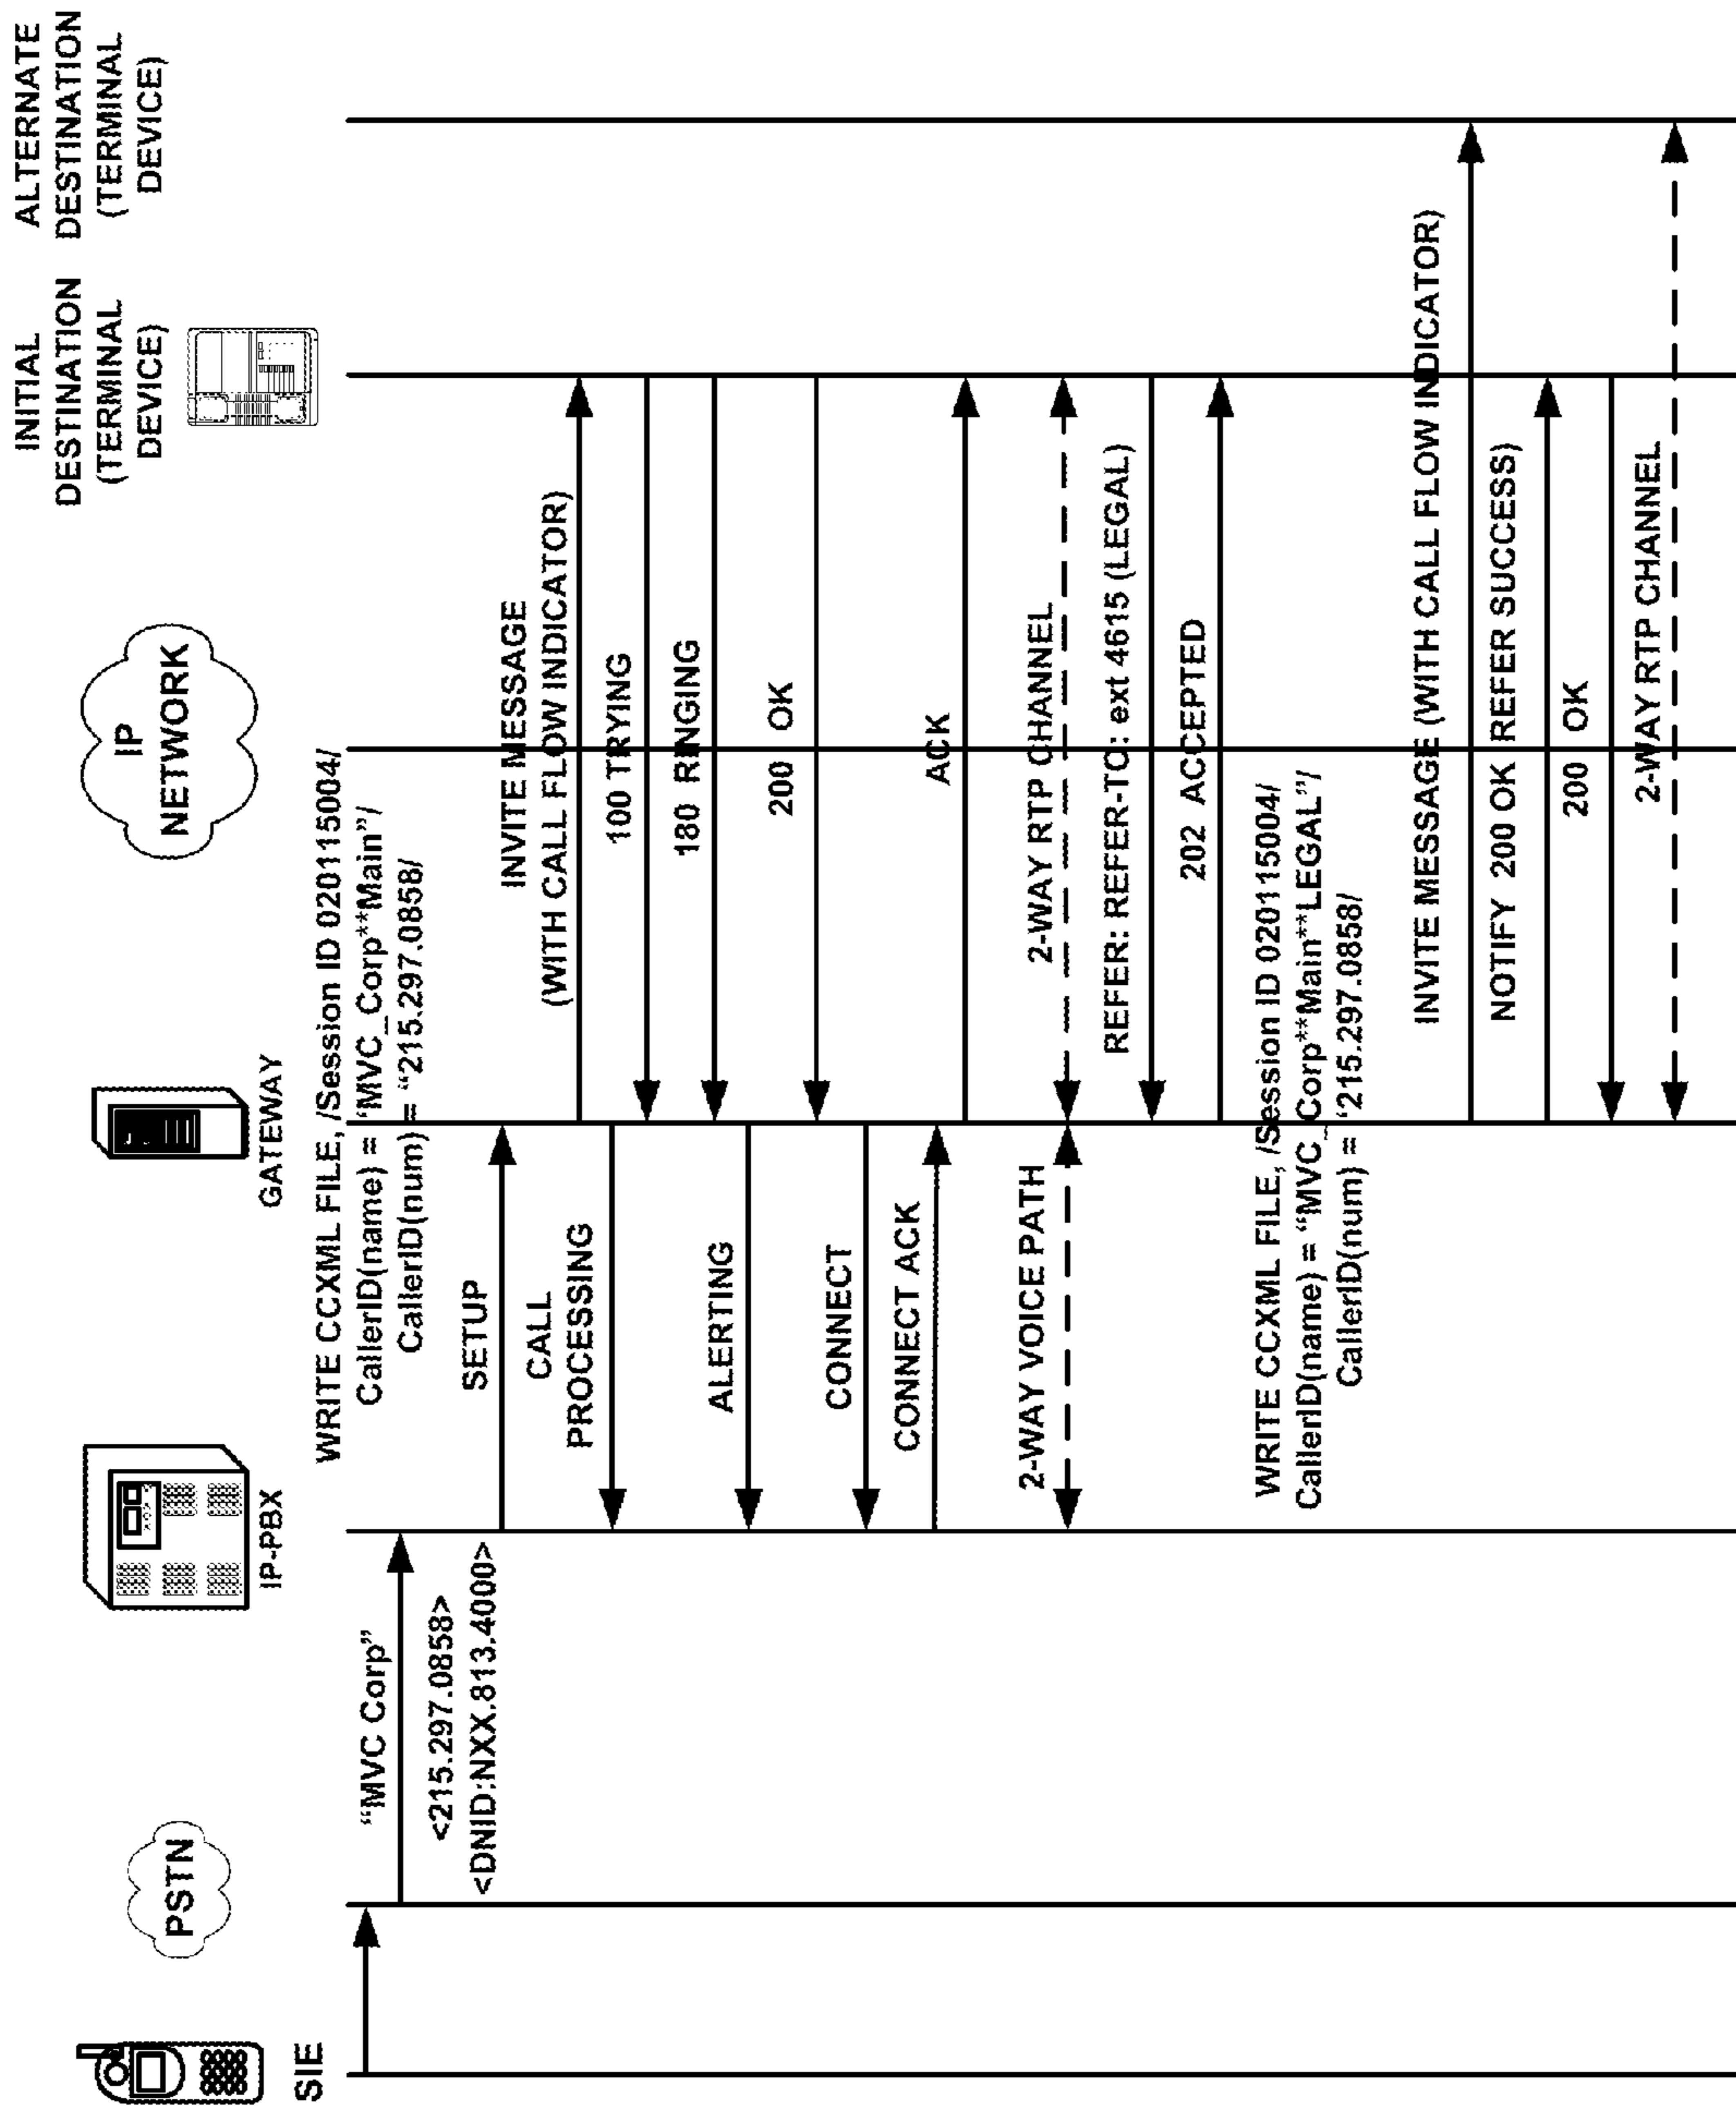 SIE
PSTN
IP-PBX
GATEWAY
IP
NETWORK
INITIAL
DESTINATION
(TERMINAL
DEVICE)
ALTERNATE
DESTINATION
(TERMINAL
DEVICE)
"MVC Corp"
<215.297.0858>
<DNID:NXX.813.4000>
WRITE CCXML FILE, /Session ID 020115004/
CallerID(name) = "MVC_Corp**Main"/
CallerID(num) = "215.297.0858/
SETUP
INVITE MESSAGE
(WITH CALL FLOW INDICATOR)
CALL
PROCESSING
100 TRYING
180 RINGING
ALERTING
200 OK
CONNECT
CONNECT ACK
ACK
2-WAY VOICE PATH
2-WAY RTP CHANNEL
REFER: REFER-TO: ext 4615 (LEGAL)
202 ACCEPTED
WRITE CCXML FILE, /Session ID 020115004/
CallerID(name) = "MVC_Corp**Main**LEGAL"/
CallerID(num) = '215.297.0858/
INVITE MESSAGE (WITH CALL FLOW INDICATOR)
NOTIFY 200 OK (REFER SUCCESS)
200 OK
2-WAY RTP CHANNEL